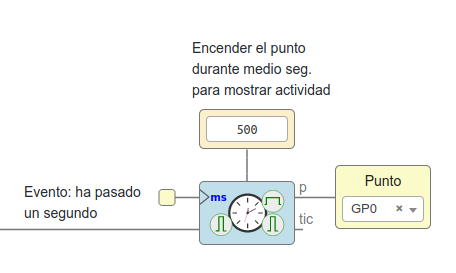 Encender el punto
durante medio seg.
para mostrar actividad
500
Evento: ha pasado
un segundo
ms
p
tic
Punto
GP0 ×